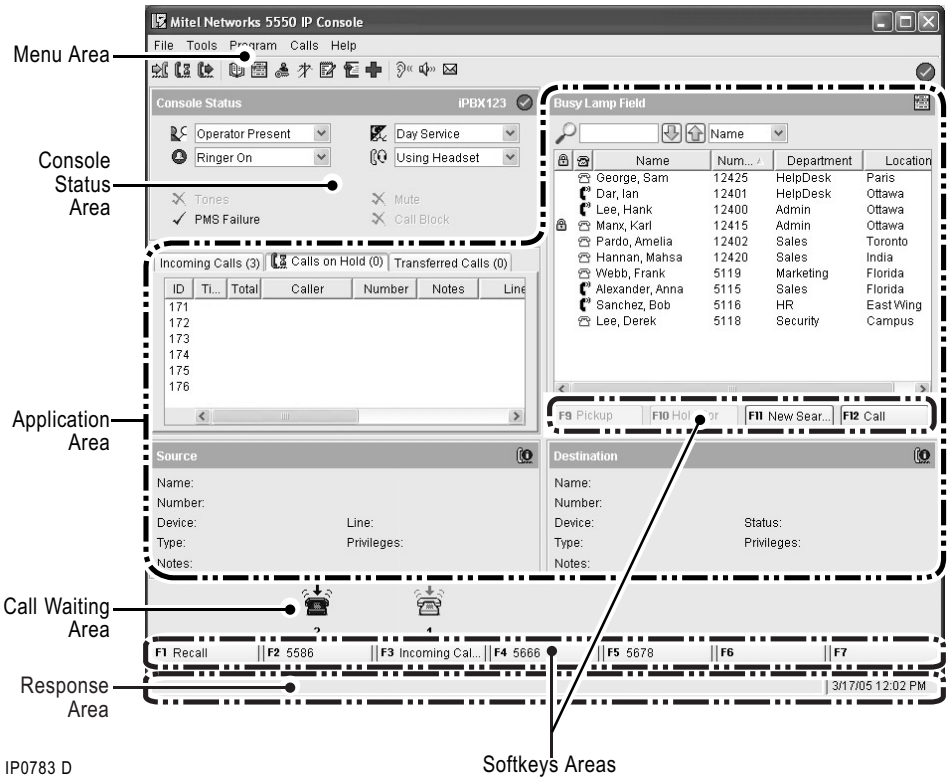 Mitel Networks 5550 IP Console
File Tools Program Calls Help
Menu Area
Console Status iPBX123
Operator Present Day Service
Ringer On Using Headset
Tones Mute
PMS Failure Call Block
Console
Status
Area
Busy Lamp Field
Name
Name Num... Department Location
George, Sam 12425 HelpDesk Paris
Dar, Ian 12401 HelpDesk Ottawa
Lee, Hank 12400 Admin Ottawa
Manx, Karl 12415 Admin Ottawa
Pardo, Amelia 12402 Sales Toronto
Hannan, Mahsa 12420 Sales India
Webb, Frank 5119 Marketing Florida
Alexander, Anna 5115 Sales Florida
Sanchez, Bob 5116 HR East Wing
Lee, Derek 5118 Security Campus
F9 Pickup F10 Hol or F11 New Sear... F12 Call
Incoming Calls (3) Calls on Hold (0) Transferred Calls (0)
ID Ti... Total Caller Number Notes Line
171
172
173
174
175
176
Application
Area
Source
Name:
Number:
Device: Line:
Type: Privileges:
Notes:
Destination
Name:
Number:
Device: Status:
Type: Privileges:
Notes:
Call Waiting
Area
F1 Recall F2 5586 F3 Incoming Cal... F4 5666 F5 5678 F6 F7
Response
Area
3/17/05 12:02 PM
IP0783 D
Softkeys Areas